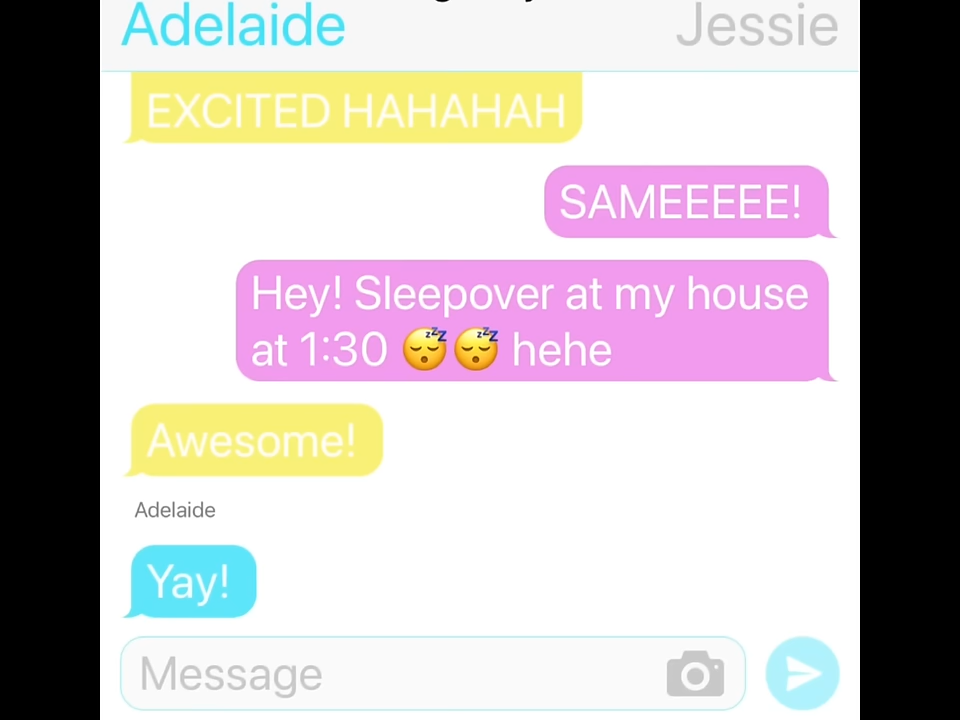 Adelaide Jessie
EXCITED HAHAHAH
SAMEEEEE!
Hey! Sleepover at my house
at 1:30 😴😴 hehe
Awesome!
Adelaide
Yay!
Message